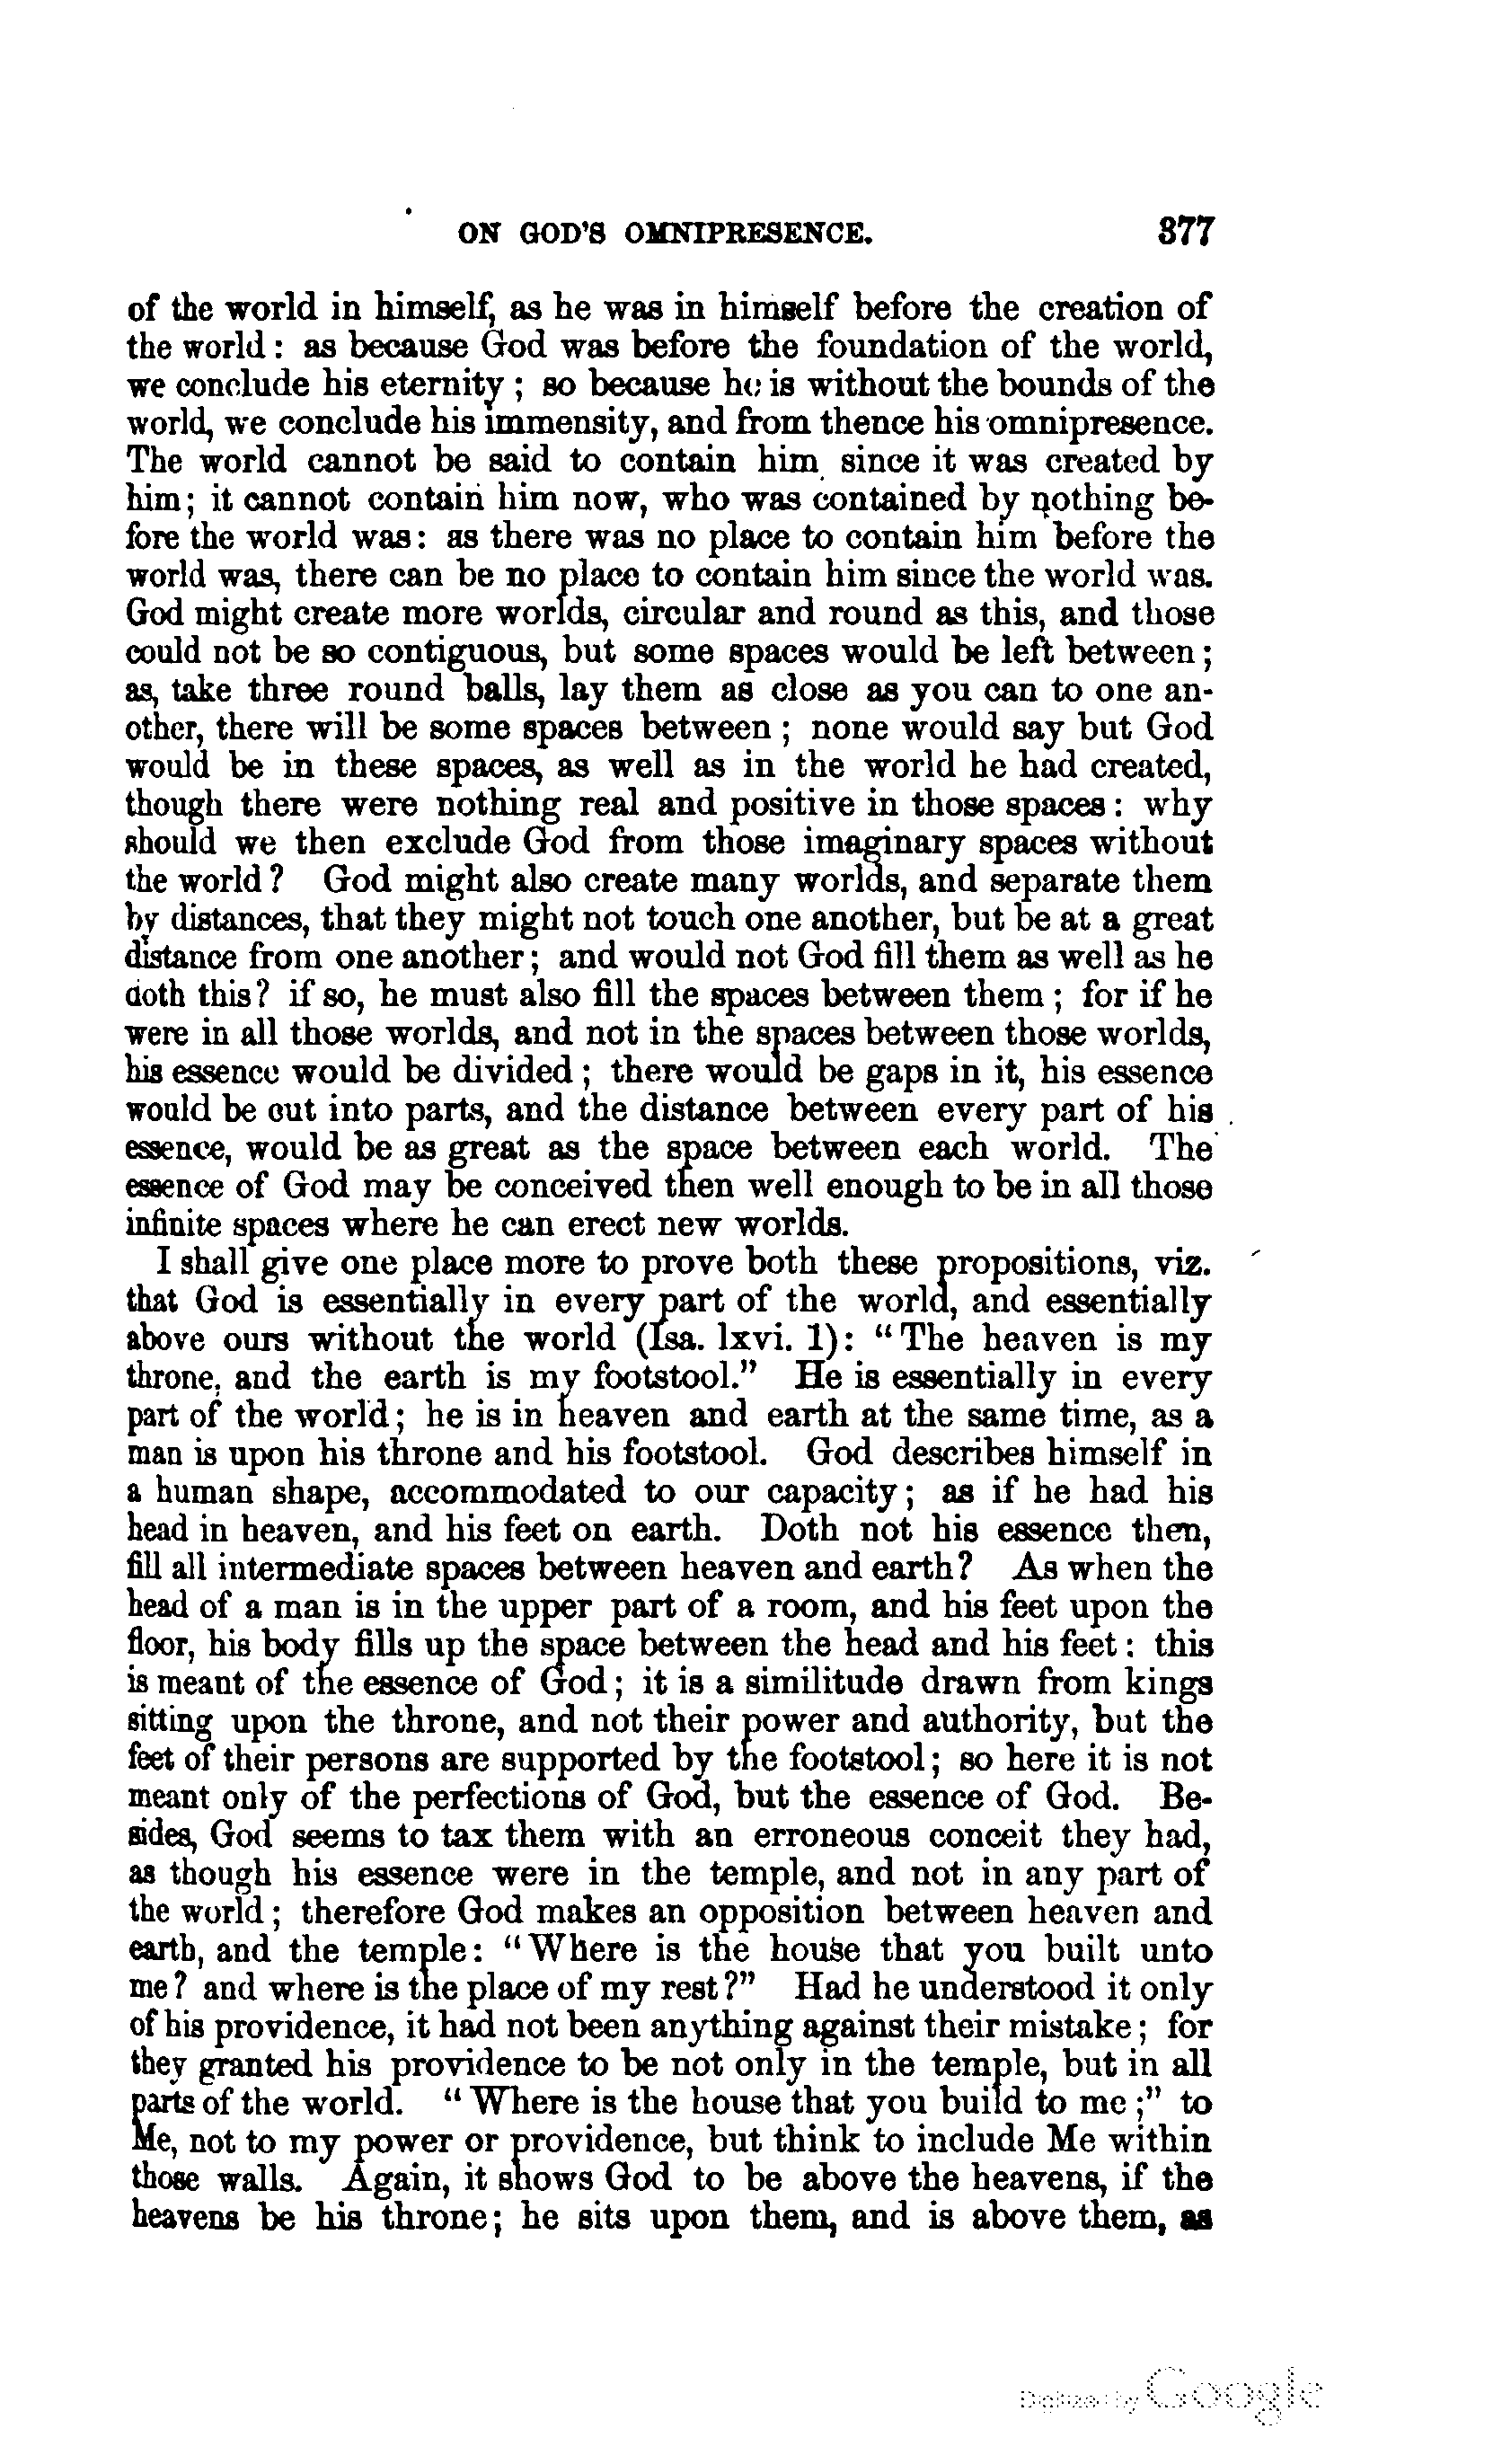 ON GOD'S OMNIPRESENCE. 377
of the world in himself, as he was in himself before the creation of
the world: as because God was before the foundation of the world,
we conclude his eternity; so because he is without the bounds of the
world, we conclude his immensity, and from thence his omnipresence.
The world cannot be said to contain him, since it was created by
him; it cannot contain him now, who was contained by nothing be-
fore the world was: as there was no place to contain him before the
world was, there can be no place to contain him since the world was.
God might create more worlds, circular and round as this, and those
could not be so contiguous, but some spaces would be left between;
as, take three round balls, lay them as close as you can to one an-
other, there will be some spaces between; none would say but God
would be in these spaces, as well as in the world he had created,
though there were nothing real and positive in those spaces: why
should we then exclude God from those imaginary spaces without
the world? God might also create many worlds, and separate them
by distances, that they might not touch one another, but be at a great
distance from one another; and would not God fill them as well as he
doth this? if so, he must also fill the spaces between them; for if he
were in all those worlds, and not in the spaces between those worlds,
his essence would be divided; there would be gaps in it, his essence
would be cut into parts, and the distance between every part of his
essence, would be as great as the space between each world. The
essence of God may be conceived then well enough to be in all those
infinite spaces where he can erect new worlds.
I shall give one place more to prove both these propositions, viz.
that God is essentially in every part of the world, and essentially
above ours without the world (Isa. lxvi. 1): "The heaven is my
throne, and the earth is my footstool." He is essentially in every
part of the world; he is in heaven and earth at the same time, as a
man is upon his throne and his footstool. God describes himself in
a human shape, accommodated to our capacity; as if he had his
head in heaven, and his feet on earth. Doth not his essence then,
fill all intermediate spaces between heaven and earth? As when the
head of a man is in the upper part of a room, and his feet upon the
floor, his body fills up the space between the head and his feet: this
is meant of the essence of God; it is a similitude drawn from kings
sitting upon the throne, and not their power and authority, but the
feet of their persons are supported by the footstool; so here it is not
meant only of the perfections of God, but the essence of God. Be-
sides, God seems to tax them with an erroneous conceit they had,
as though his essence were in the temple, and not in any part of
the world; therefore God makes an opposition between heaven and
earth, and the temple: "Where is the house that you built unto
me? and where is the place of my rest?" Had he understood it only
of his providence, it had not been anything against their mistake; for
they granted his providence to be not only in the temple, but in all
parts of the world. "Where is the house that you build to me;" to
Me, not to my power or providence, but think to include Me within
those walls. Again, it shows God to be above the heavens, if the
heavens be his throne; he sits upon them, and is above them, as
Digitized by Google